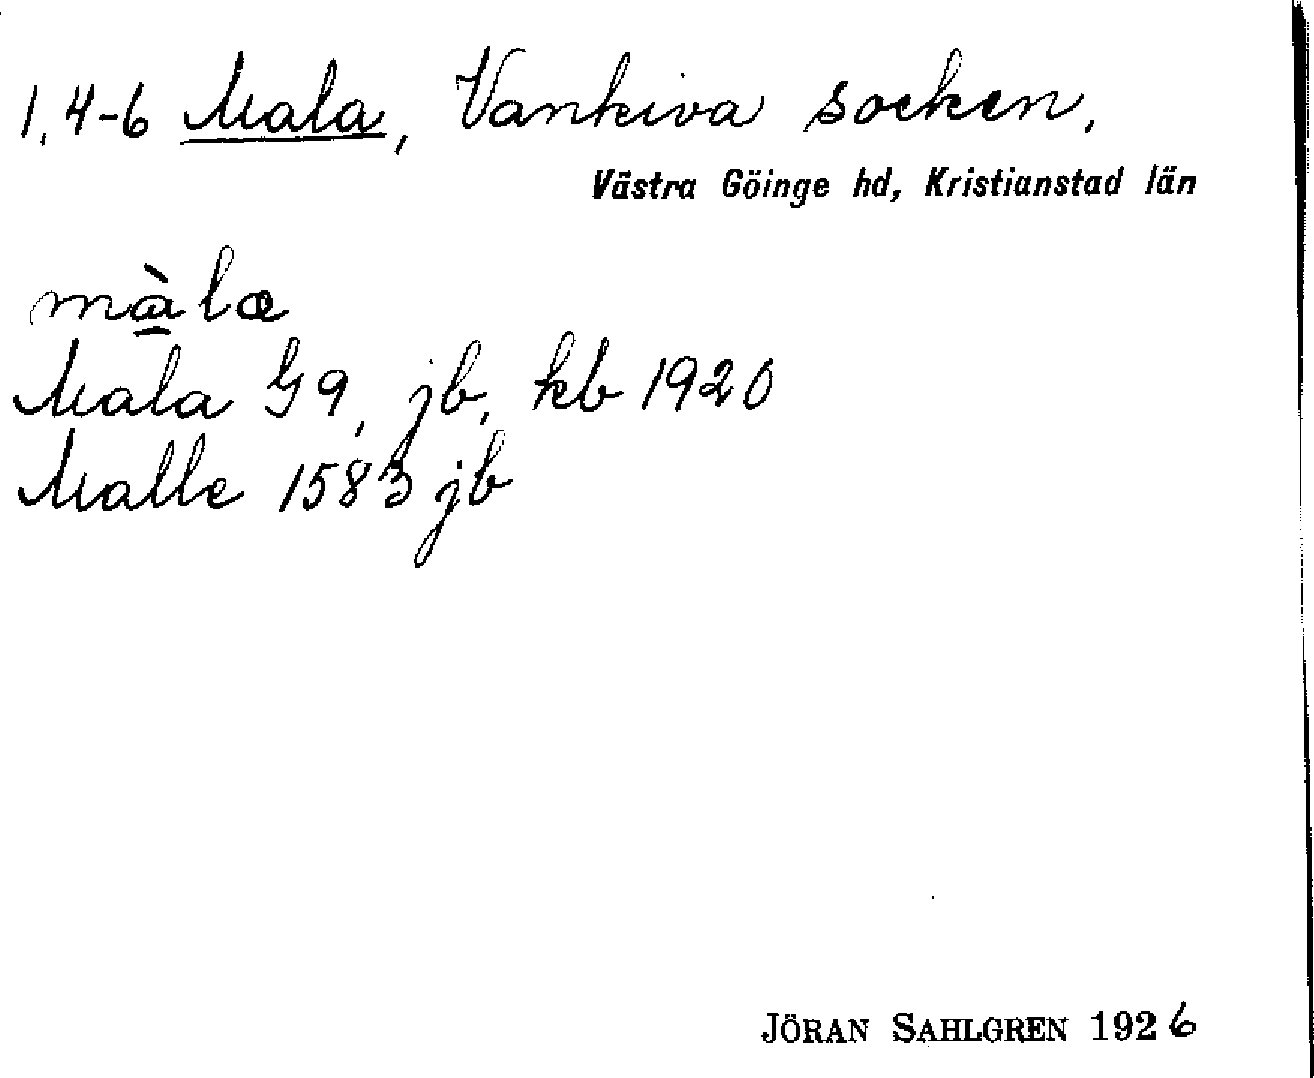 1,4-6 Mala, Vankiva socken,
Västra Göinge hd, Kristianstad län
màlæ
Mala G9, jb, kb 1920
Malle 1583 jb
JÖRAN SAHLGREN 1926